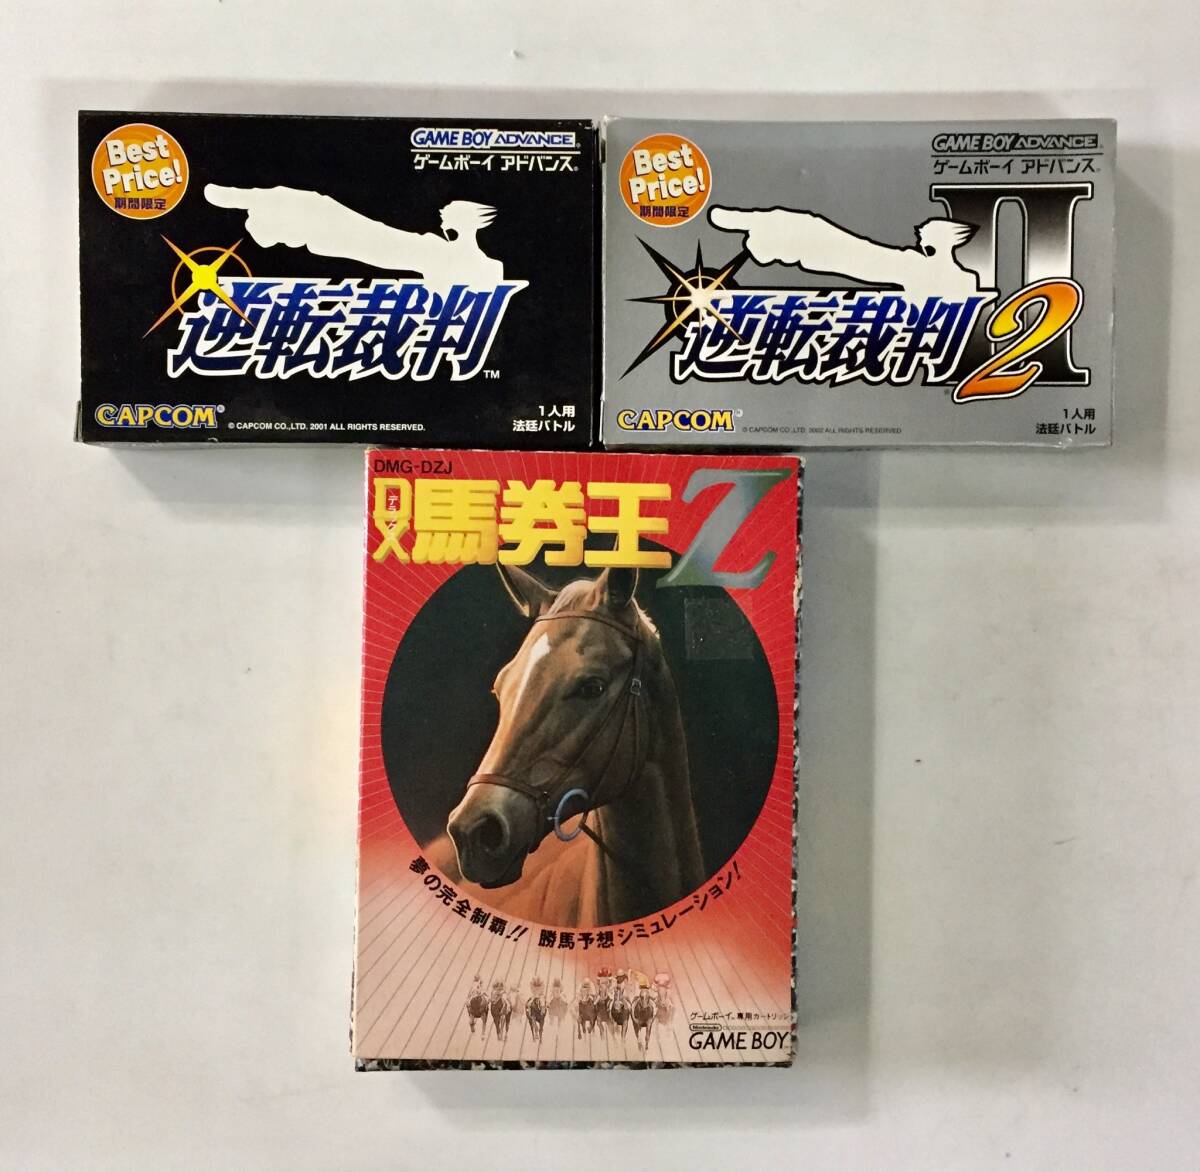 Best
Price!
期間限定
GAME BOY ADVANCE
ゲームボーイ アドバンス
逆転裁判™
CAPCOM®
© CAPCOM CO., LTD. 2001 ALL RIGHTS RESERVED.
1人用
法廷バトル
Best
Price!
期間限定
GAME BOY ADVANCE
ゲームボーイ アドバンス
II
逆転裁判2
CAPCOM®
© CAPCOM CO., LTD. 2002 ALL RIGHTS RESERVED
1人用
法廷バトル
DMG-DZJ
DX馬券王Z
夢の完全制覇!! 勝馬予想シミュレーション!
ゲームボーイ™専用カートリッジ
Nintendo
GAME BOY